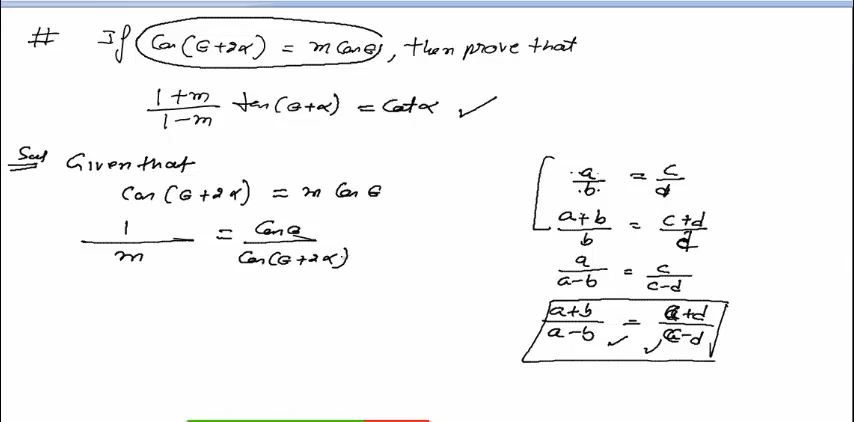 # If Cos(θ+2α) = m Cosθ, then prove that
1+m/1-m tan(θ+α) = Cotα ✓
Sol Given that
Cos(θ+2α) = m Cosθ
1/m = Cosθ/Cos(θ+2α)
a/b = c/d
a+b/b = c+d/d
a/a-b = c/c-d
a+b/a-b = c+d/c-d